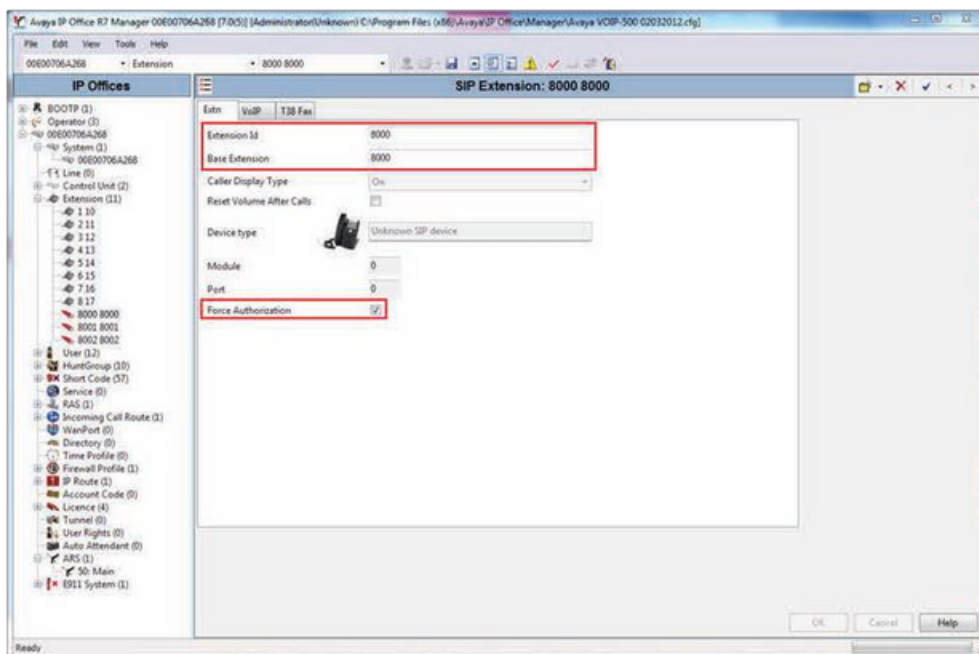 Avaya IP Office R7 Manager 00E00706A268 [7.0(5)] [Administrator(Unknown)] C:\Program Files (x86)\Avaya\IP Office\Manager\Avaya VOIP-500 02032012.cfg]
File Edit View Tools Help
00E00706A268 Extension 8000 8000
IP Offices
SIP Extension: 8000 8000
BOOTP (1)
Operator (3)
00E00706A268
System (1)
00E00706A268
Line (0)
Control Unit (2)
Extension (11)
1 10
2 11
3 12
4 13
5 14
6 15
7 16
8 17
8000 8000
8001 8001
8002 8002
User (12)
HuntGroup (10)
Short Code (57)
Service (0)
RAS (1)
Incoming Call Route (1)
WanPort (0)
Directory (0)
Time Profile (0)
Firewall Profile (1)
IP Route (1)
Account Code (0)
Licence (4)
Tunnel (0)
User Rights (0)
Auto Attendant (0)
ARS (1)
50: Main
E911 System (1)
Extn VoIP T38 Fax
Extension Id 8000
Base Extension 8000
Caller Display Type On
Reset Volume After Calls
Device type Unknown SIP device
Module 0
Port 0
Force Authorization
OK Cancel Help
Ready